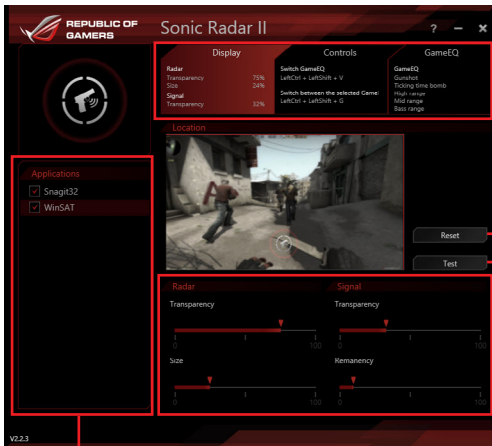 REPUBLIC OF
GAMERS
Sonic Radar II
? – x
Display
Controls
GameEQ
Radar
Transparency 75%
Size 24%
Signal
Transparency 32%
Switch GameEQ
LeftCtrl + LeftShift + V
Switch between the selected Game
LeftCtrl + LeftShift + G
GameEQ
Gunshot
Ticking time bomb
High range
Mid range
Bass range
Location
Applications
Snagit32
WinSAT
Reset
Test
Radar
Signal
Transparency
Transparency
0 100
0 100
Size
Remanency
0 100
0 100
V2.2.3